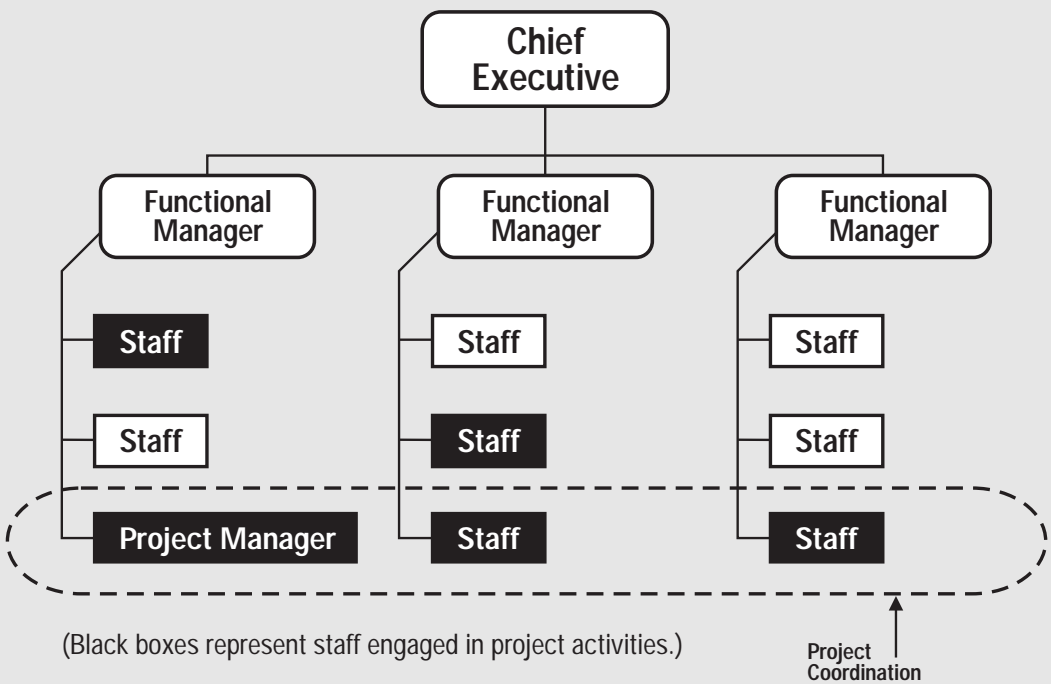 Chief
Executive
Functional
Manager
Functional
Manager
Functional
Manager
Staff
Staff
Staff
Staff
Staff
Staff
Project Manager
Staff
Staff
(Black boxes represent staff engaged in project activities.)
Project
Coordination